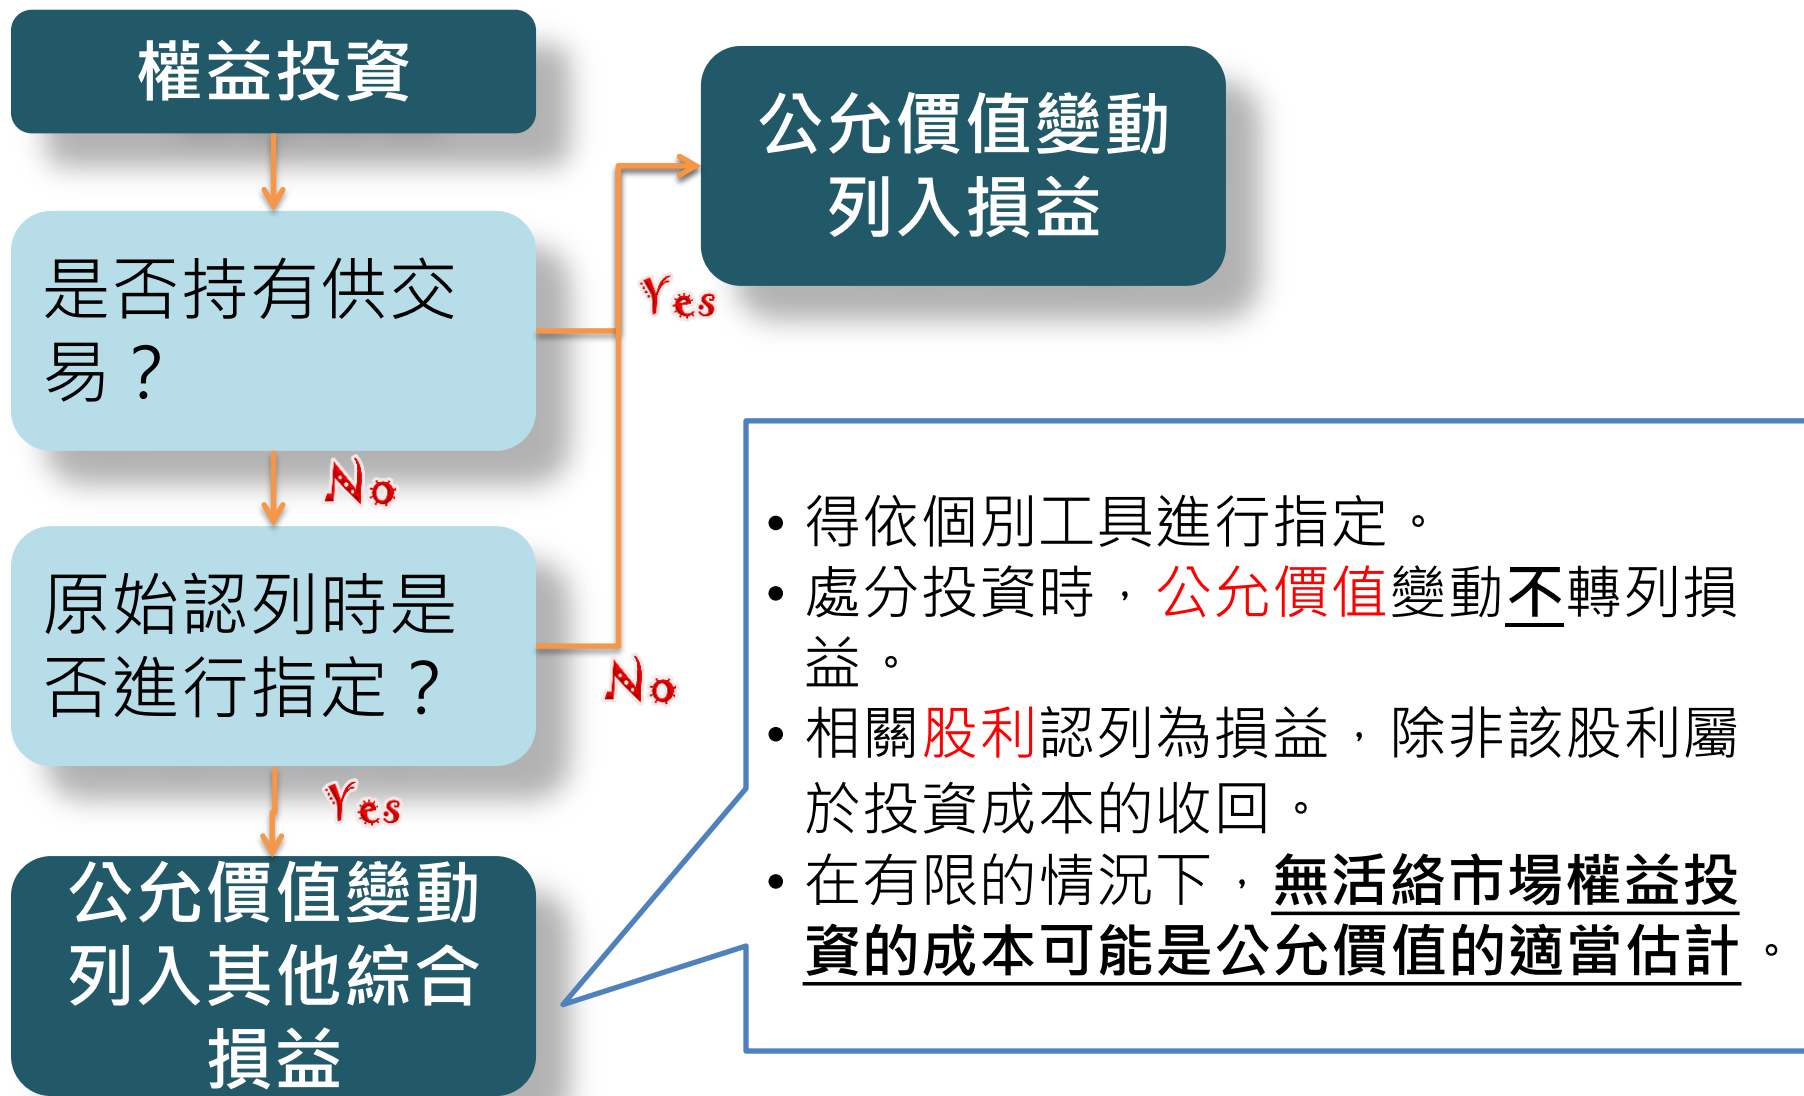 權益投資
公允價值變動
列入損益
是否持有供交
易？
Yes
No
原始認列時是
否進行指定？
No
Yes
公允價值變動
列入其他綜合
損益
• 得依個別工具進行指定。
• 處分投資時，公允價值變動不轉列損
益。
• 相關股利認列為損益，除非該股利屬
於投資成本的收回。
• 在有限的情況下，無活絡市場權益投
資的成本可能是公允價值的適當估計。